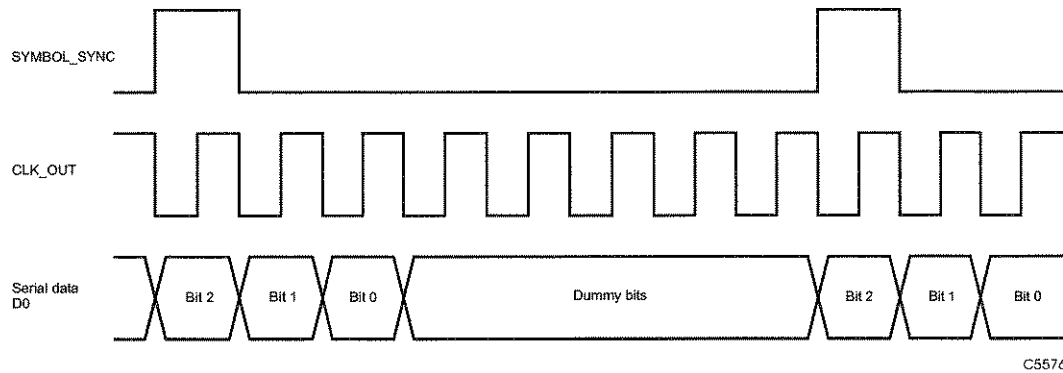 SYMBOL_SYNC
CLK_OUT
Serial data
D0
Bit 2
Bit 1
Bit 0
Dummy bits
Bit 2
Bit 1
Bit 0